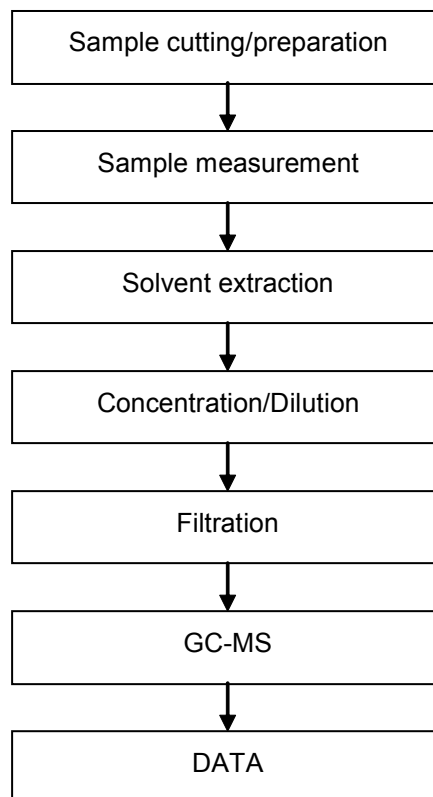 Sample cutting/preparation
Sample measurement
Solvent extraction
Concentration/Dilution
Filtration
GC-MS
DATA